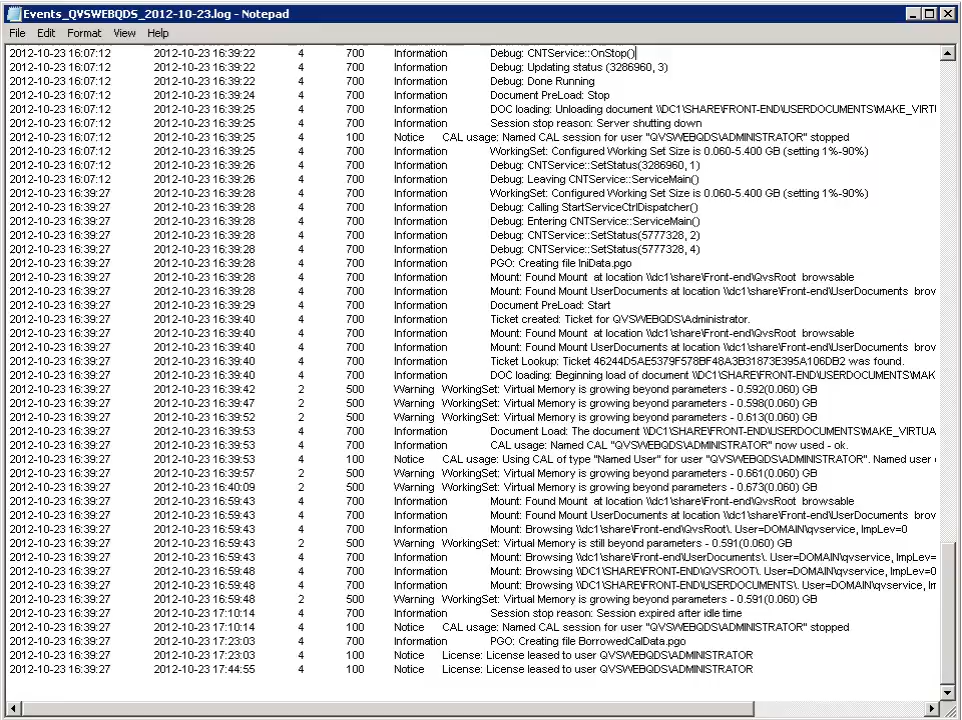 Events_QVSWEBQDS_2012-10-23.log - Notepad
File Edit Format View Help
2012-10-23 16:07:12 2012-10-23 16:39:22 4 700 Information Debug: CNTService::OnStop()
2012-10-23 16:07:12 2012-10-23 16:39:22 4 700 Information Debug: Updating status (3286960, 3)
2012-10-23 16:07:12 2012-10-23 16:39:22 4 700 Information Debug: Done Running
2012-10-23 16:07:12 2012-10-23 16:39:24 4 700 Information Document PreLoad: Stop
2012-10-23 16:07:12 2012-10-23 16:39:25 4 700 Information DOC loading: Unloading document \\DC1\SHARE\FRONT-END\USERDOCUMENTS\MAKE_VIRTU
2012-10-23 16:07:12 2012-10-23 16:39:25 4 700 Information Session stop reason: Server shutting down
2012-10-23 16:07:12 2012-10-23 16:39:25 4 100 Notice CAL usage: Named CAL session for user "QVSWEBQDS\ADMINISTRATOR" stopped
2012-10-23 16:07:12 2012-10-23 16:39:25 4 700 Information WorkingSet: Configured Working Set Size is 0.060-5.400 GB (setting 1%-90%)
2012-10-23 16:07:12 2012-10-23 16:39:26 4 700 Information Debug: CNTService::SetStatus(3286960, 1)
2012-10-23 16:07:12 2012-10-23 16:39:26 4 700 Information Debug: Leaving CNTService::ServiceMain()
2012-10-23 16:39:27 2012-10-23 16:39:28 4 700 Information WorkingSet: Configured Working Set Size is 0.060-5.400 GB (setting 1%-90%)
2012-10-23 16:39:27 2012-10-23 16:39:28 4 700 Information Debug: Calling StartServiceCtrlDispatcher()
2012-10-23 16:39:27 2012-10-23 16:39:28 4 700 Information Debug: Entering CNTService::ServiceMain()
2012-10-23 16:39:27 2012-10-23 16:39:28 4 700 Information Debug: CNTService::SetStatus(5777328, 2)
2012-10-23 16:39:27 2012-10-23 16:39:28 4 700 Information Debug: CNTService::SetStatus(5777328, 4)
2012-10-23 16:39:27 2012-10-23 16:39:28 4 700 Information PGO: Creating file IniData.pgo
2012-10-23 16:39:27 2012-10-23 16:39:28 4 700 Information Mount: Found Mount at location \\dc1\share\Front-end\QvsRoot browsable
2012-10-23 16:39:27 2012-10-23 16:39:28 4 700 Information Mount: Found Mount UserDocuments at location \\dc1\share\Front-end\UserDocuments brov
2012-10-23 16:39:27 2012-10-23 16:39:29 4 700 Information Document PreLoad: Start
2012-10-23 16:39:27 2012-10-23 16:39:40 4 700 Information Ticket created: Ticket for QVSWEBQDS\Administrator.
2012-10-23 16:39:27 2012-10-23 16:39:40 4 700 Information Mount: Found Mount at location \\dc1\share\Front-end\QvsRoot browsable
2012-10-23 16:39:27 2012-10-23 16:39:40 4 700 Information Mount: Found Mount UserDocuments at location \\dc1\share\Front-end\UserDocuments brov
2012-10-23 16:39:27 2012-10-23 16:39:40 4 700 Information Ticket Lookup: Ticket 46244D5AE5379F578BF48A3B31873E395A106DB2 was found.
2012-10-23 16:39:27 2012-10-23 16:39:40 4 700 Information DOC loading: Beginning load of document \\DC1\SHARE\FRONT-END\USERDOCUMENTS\MAK
2012-10-23 16:39:27 2012-10-23 16:39:42 2 500 Warning WorkingSet: Virtual Memory is growing beyond parameters - 0.592(0.060) GB
2012-10-23 16:39:27 2012-10-23 16:39:47 2 500 Warning WorkingSet: Virtual Memory is growing beyond parameters - 0.598(0.060) GB
2012-10-23 16:39:27 2012-10-23 16:39:52 2 500 Warning WorkingSet: Virtual Memory is growing beyond parameters - 0.613(0.060) GB
2012-10-23 16:39:27 2012-10-23 16:39:53 4 700 Information Document Load: The document \\DC1\SHARE\FRONT-END\USERDOCUMENTS\MAKE_VIRTUA
2012-10-23 16:39:27 2012-10-23 16:39:53 4 700 Information CAL usage: Named CAL "QVSWEBQDS\ADMINISTRATOR" now used - ok.
2012-10-23 16:39:27 2012-10-23 16:39:53 4 100 Notice CAL usage: Using CAL of type "Named User" for user "QVSWEBQDS\ADMINISTRATOR". Named user
2012-10-23 16:39:27 2012-10-23 16:39:57 2 500 Warning WorkingSet: Virtual Memory is growing beyond parameters - 0.661(0.060) GB
2012-10-23 16:39:27 2012-10-23 16:40:09 2 500 Warning WorkingSet: Virtual Memory is growing beyond parameters - 0.673(0.060) GB
2012-10-23 16:39:27 2012-10-23 16:59:43 4 700 Information Mount: Found Mount at location \\dc1\share\Front-end\QvsRoot browsable
2012-10-23 16:39:27 2012-10-23 16:59:43 4 700 Information Mount: Found Mount UserDocuments at location \\dc1\share\Front-end\UserDocuments brov
2012-10-23 16:39:27 2012-10-23 16:59:43 4 700 Information Mount: Browsing \\dc1\share\Front-end\QvsRoot\. User=DOMAIN\qvservice, ImpLev=0
2012-10-23 16:39:27 2012-10-23 16:59:43 2 500 Warning WorkingSet: Virtual Memory is still beyond parameters - 0.591(0.060) GB
2012-10-23 16:39:27 2012-10-23 16:59:43 4 700 Information Mount: Browsing \\dc1\share\Front-end\UserDocuments\. User=DOMAIN\qvservice, ImpLev=
2012-10-23 16:39:27 2012-10-23 16:59:48 4 700 Information Mount: Browsing \\DC1\SHARE\FRONT-END\QVSROOT\. User=DOMAIN\qvservice, ImpLev=0
2012-10-23 16:39:27 2012-10-23 16:59:48 4 700 Information Mount: Browsing \\DC1\SHARE\FRONT-END\USERDOCUMENTS\. User=DOMAIN\qvservice, Im
2012-10-23 16:39:27 2012-10-23 16:59:48 2 500 Warning WorkingSet: Virtual Memory is growing beyond parameters - 0.591(0.060) GB
2012-10-23 16:39:27 2012-10-23 17:10:14 4 700 Information Session stop reason: Session expired after idle time
2012-10-23 16:39:27 2012-10-23 17:10:14 4 100 Notice CAL usage: Named CAL session for user "QVSWEBQDS\ADMINISTRATOR" stopped
2012-10-23 16:39:27 2012-10-23 17:23:03 4 700 Information PGO: Creating file BorrowedCalData.pgo
2012-10-23 16:39:27 2012-10-23 17:23:03 4 100 Notice License: License leased to user QVSWEBQDS\ADMINISTRATOR
2012-10-23 16:39:27 2012-10-23 17:44:55 4 100 Notice License: License leased to user QVSWEBQDS\ADMINISTRATOR